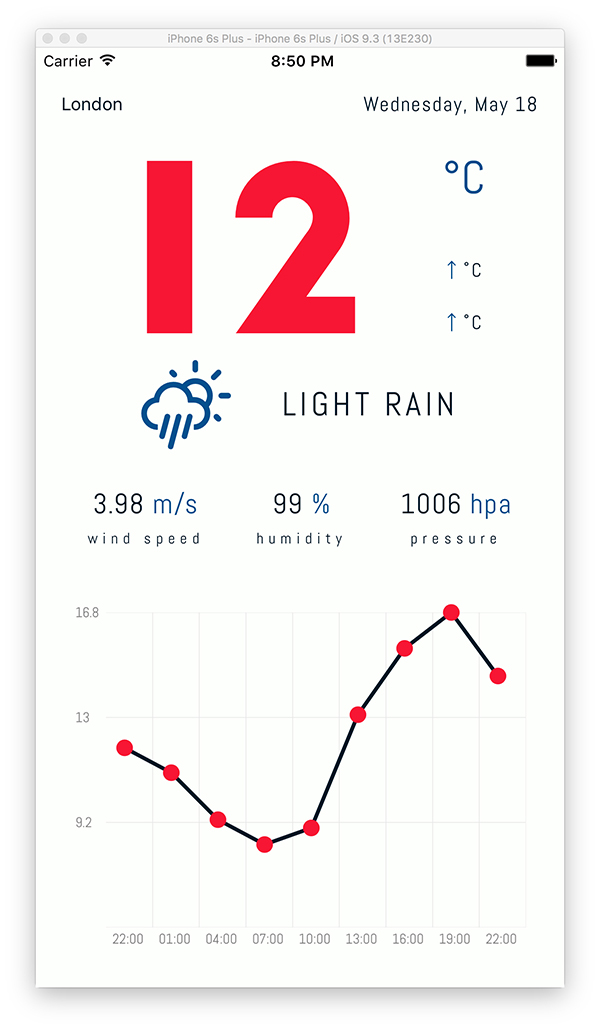 iPhone 6s Plus - iPhone 6s Plus / iOS 9.3 (13E230)
Carrier 8:50 PM
London Wednesday, May 18
12 °C
↑ °C
↑ °C
LIGHT RAIN
3.98 m/s 99 % 1006 hpa
wind speed humidity pressure
16.8
13
9.2
22:00 01:00 04:00 07:00 10:00 13:00 16:00 19:00 22:00